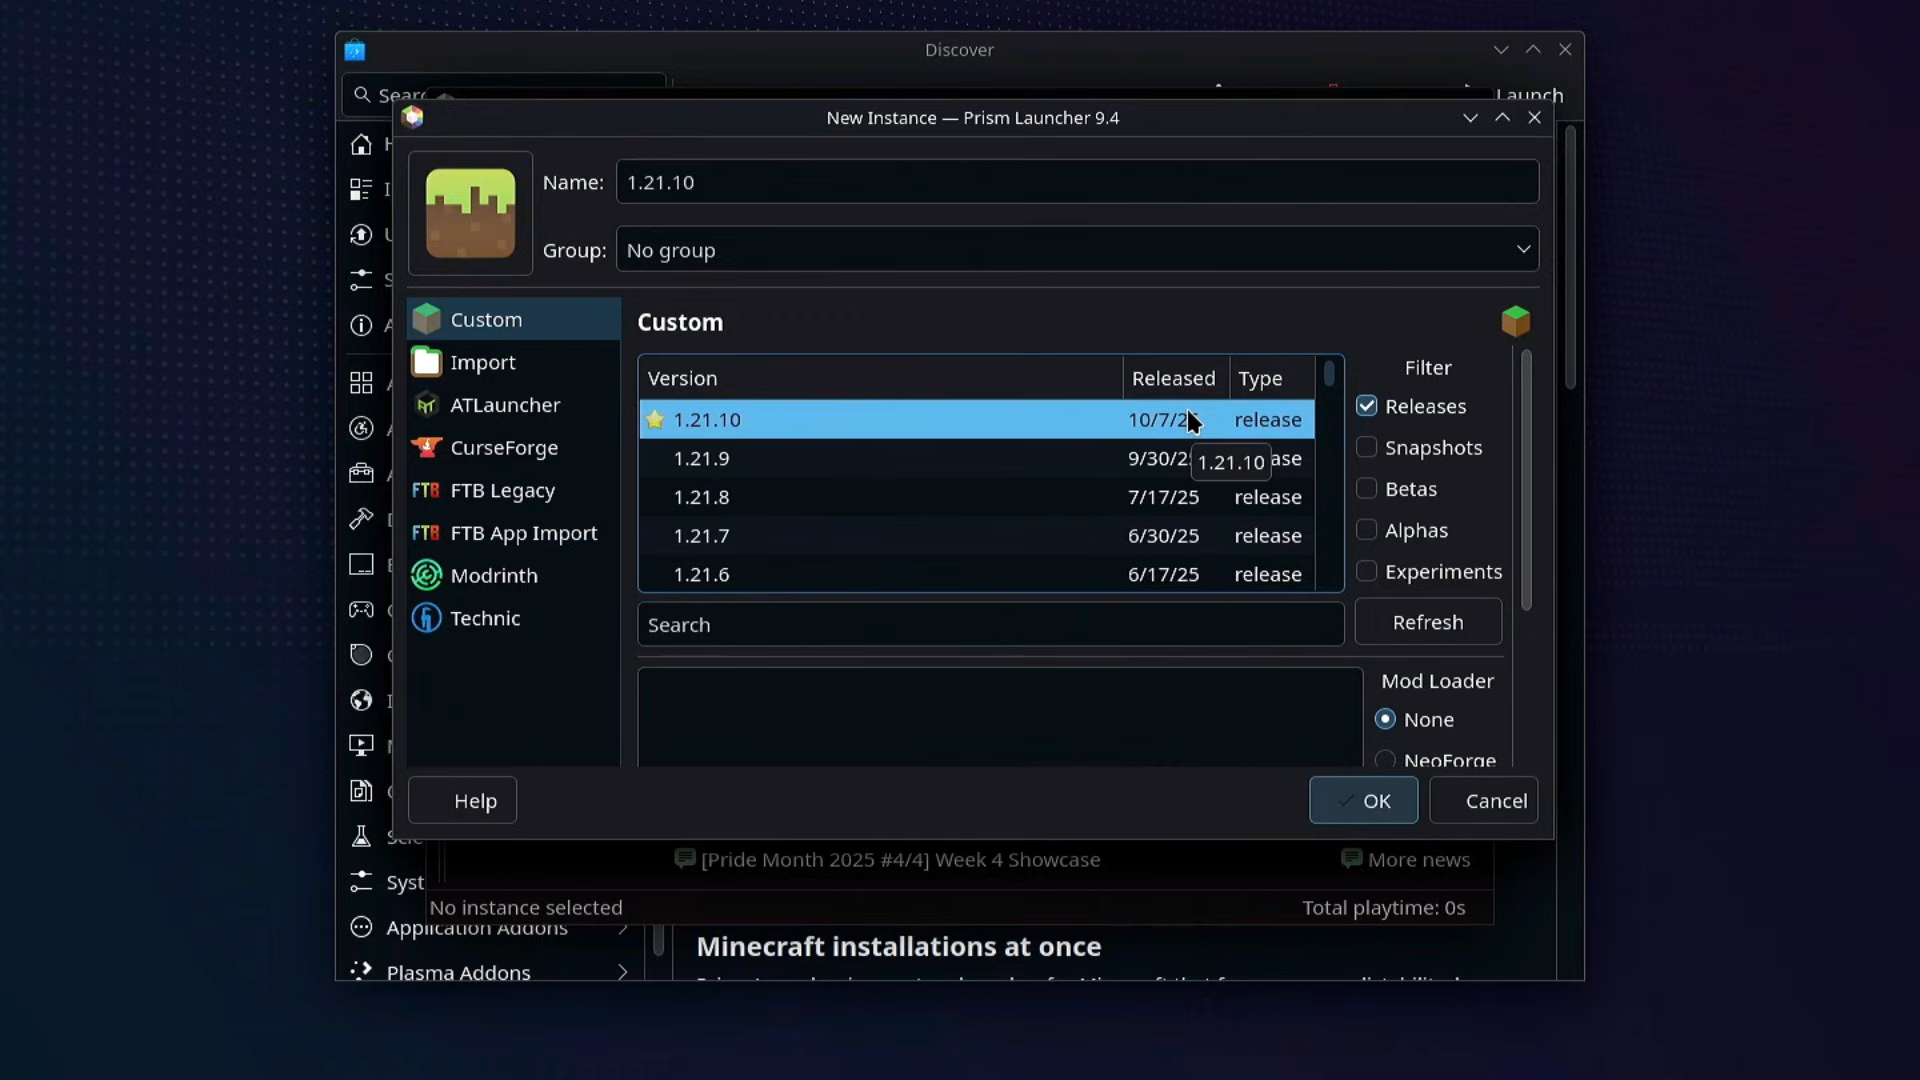 Discover
Launch
New Instance — Prism Launcher 9.4
Name: 1.21.10
Group: No group
Custom
Import
ATLauncher
CurseForge
FTB Legacy
FTB App Import
Modrinth
Technic
Custom
Version Released Type
1.21.10 10/7/25 release
1.21.9 9/30/25
1.21.10
1.21.8 7/17/25 release
1.21.7 6/30/25 release
1.21.6 6/17/25 release
Search
Filter
Releases
Snapshots
Betas
Alphas
Experiments
Refresh
Mod Loader
None
NeoForge
Help
OK
Cancel
[Pride Month 2025 #4/4] Week 4 Showcase
More news
No instance selected
Total playtime: 0s
Application Addons
Plasma Addons
Minecraft installations at once